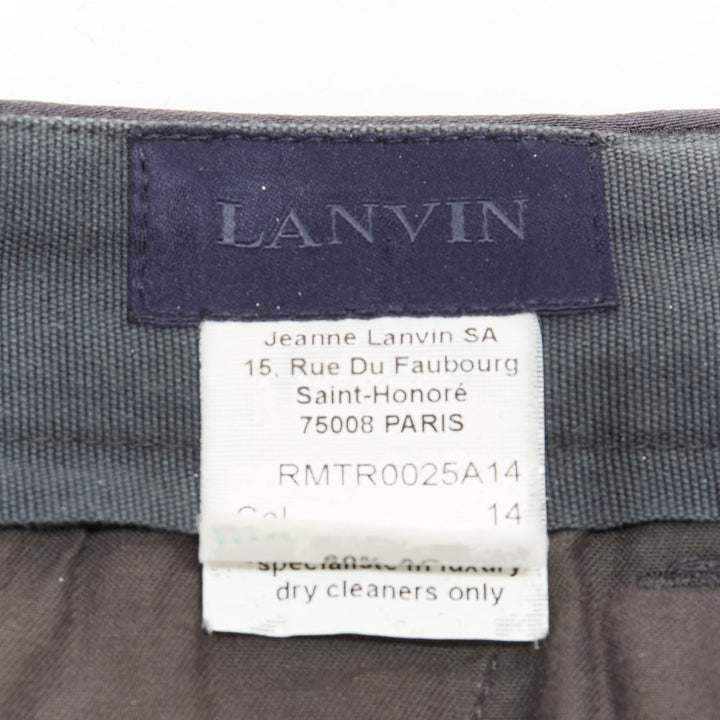 LANVIN
Jeanne Lanvin SA
15, Rue Du Faubourg
Saint-Honoré
75008 PARIS
RMTR0025A14
14
dry cleaners only